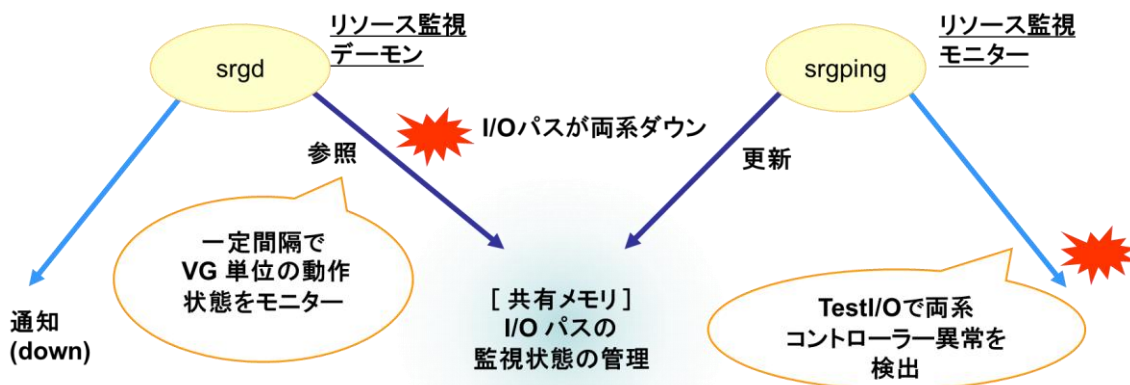 srgd
リソース監視
デーモン
srgping
リソース監視
モニター
I/Oパスが両系ダウン
参照
更新
一定間隔で
VG 単位の動作
状態をモニター
通知
(down)
[ 共有メモリ ]
I/O パスの
監視状態の管理
TestI/Oで両系
コントローラー異常を
検出